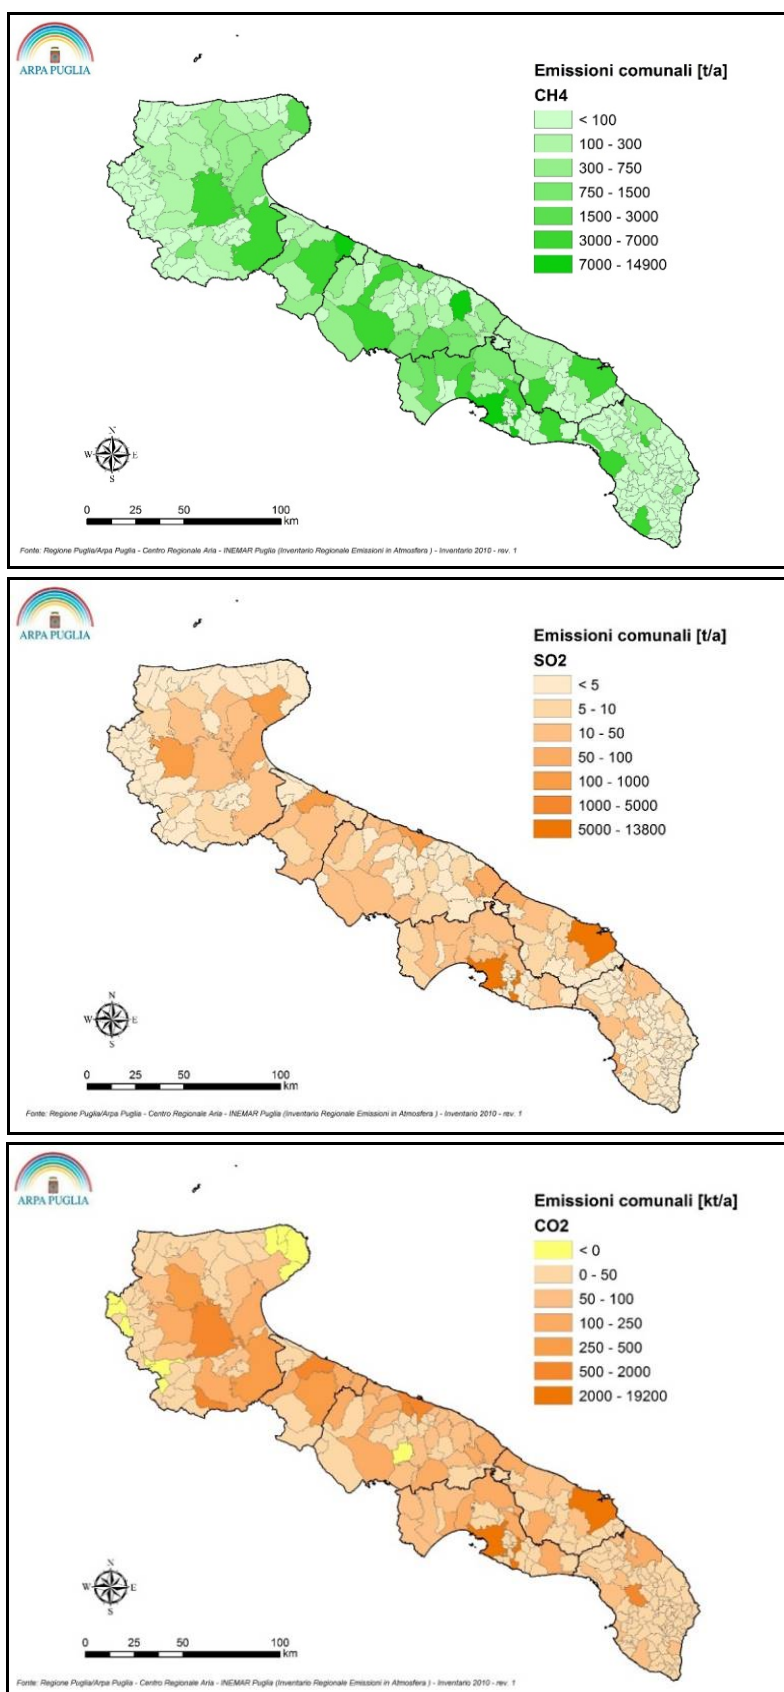 ARPA PUGLIA
Emissioni comunali [t/a]
CH4
< 100
100 - 300
300 - 750
750 - 1500
1500 - 3000
3000 - 7000
7000 - 14900
N
W E
S
0 25 50 100
km
Fonte: Regione Puglia/Arpa Puglia - Centro Regionale Aria - INEMAR Puglia (Inventario Regionale Emissioni in Atmosfera ) - Inventario 2010 - rev. 1
ARPA PUGLIA
Emissioni comunali [t/a]
SO2
< 5
5 - 10
10 - 50
50 - 100
100 - 1000
1000 - 5000
5000 - 13800
N
W E
S
0 25 50 100
km
Fonte: Regione Puglia/Arpa Puglia - Centro Regionale Aria - INEMAR Puglia (Inventario Regionale Emissioni in Atmosfera ) - Inventario 2010 - rev. 1
ARPA PUGLIA
Emissioni comunali [kt/a]
CO2
< 0
0 - 50
50 - 100
100 - 250
250 - 500
500 - 2000
2000 - 19200
N
W E
S
0 25 50 100
km
Fonte: Regione Puglia/Arpa Puglia - Centro Regionale Aria - INEMAR Puglia (Inventario Regionale Emissioni in Atmosfera ) - Inventario 2010 - rev. 1